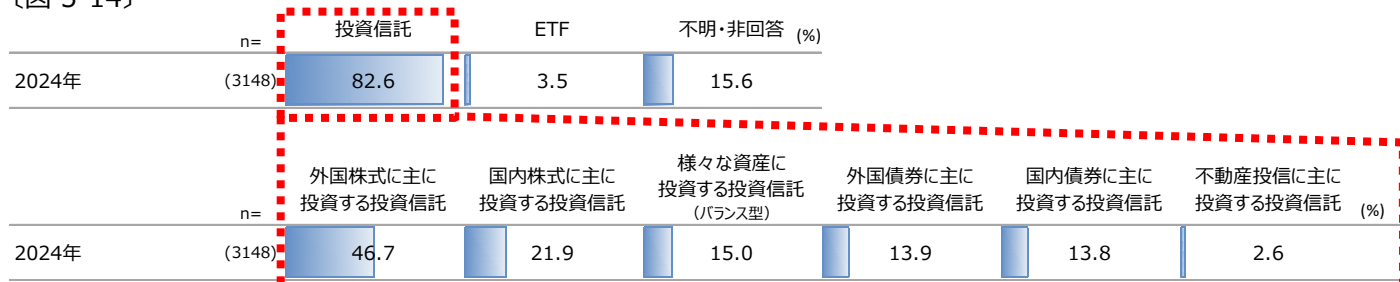 〔図 5-14〕
n= 投資信託 ETF 不明・非回答 (%)
2024年 (3148) 82.6 3.5 15.6
外国株式に主に 国内株式に主に 様々な資産に 外国債券に主に 国内債券に主に 不動産投信に主に
投資する投資信託 投資する投資信託 投資する投資信託 投資する投資信託 投資する投資信託 投資する投資信託
n= (バランス型) (%)
2024年 (3148) 46.7 21.9 15.0 13.9 13.8 2.6